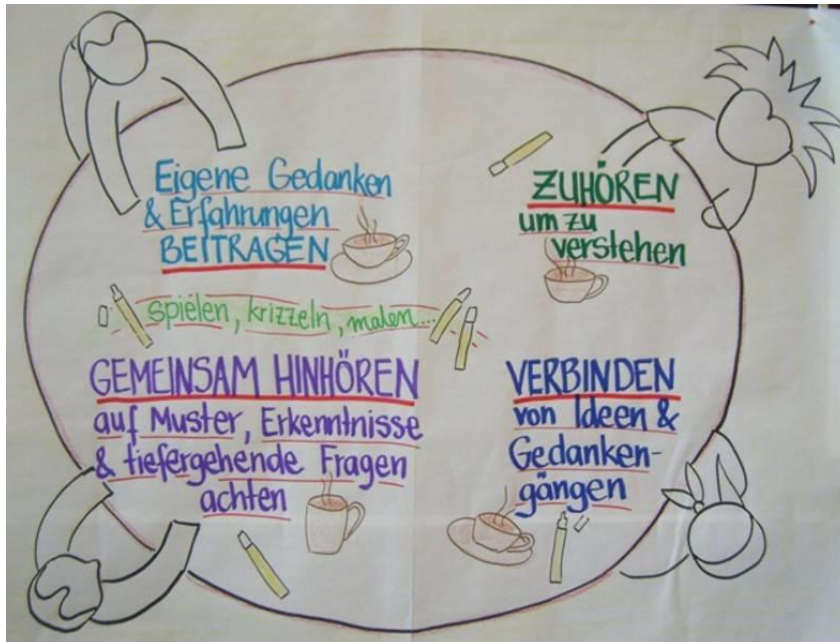 Eigene Gedanken
& Erfahrungen
BEITRAGEN
ZUHÖREN
um zu
verstehen
spielen, krizzeln, malen...
GEMEINSAM HINHÖREN
auf Muster, Erkenntnisse
& tiefergehende Fragen
achten
VERBINDEN
von Ideen &
Gedanken-
gängen